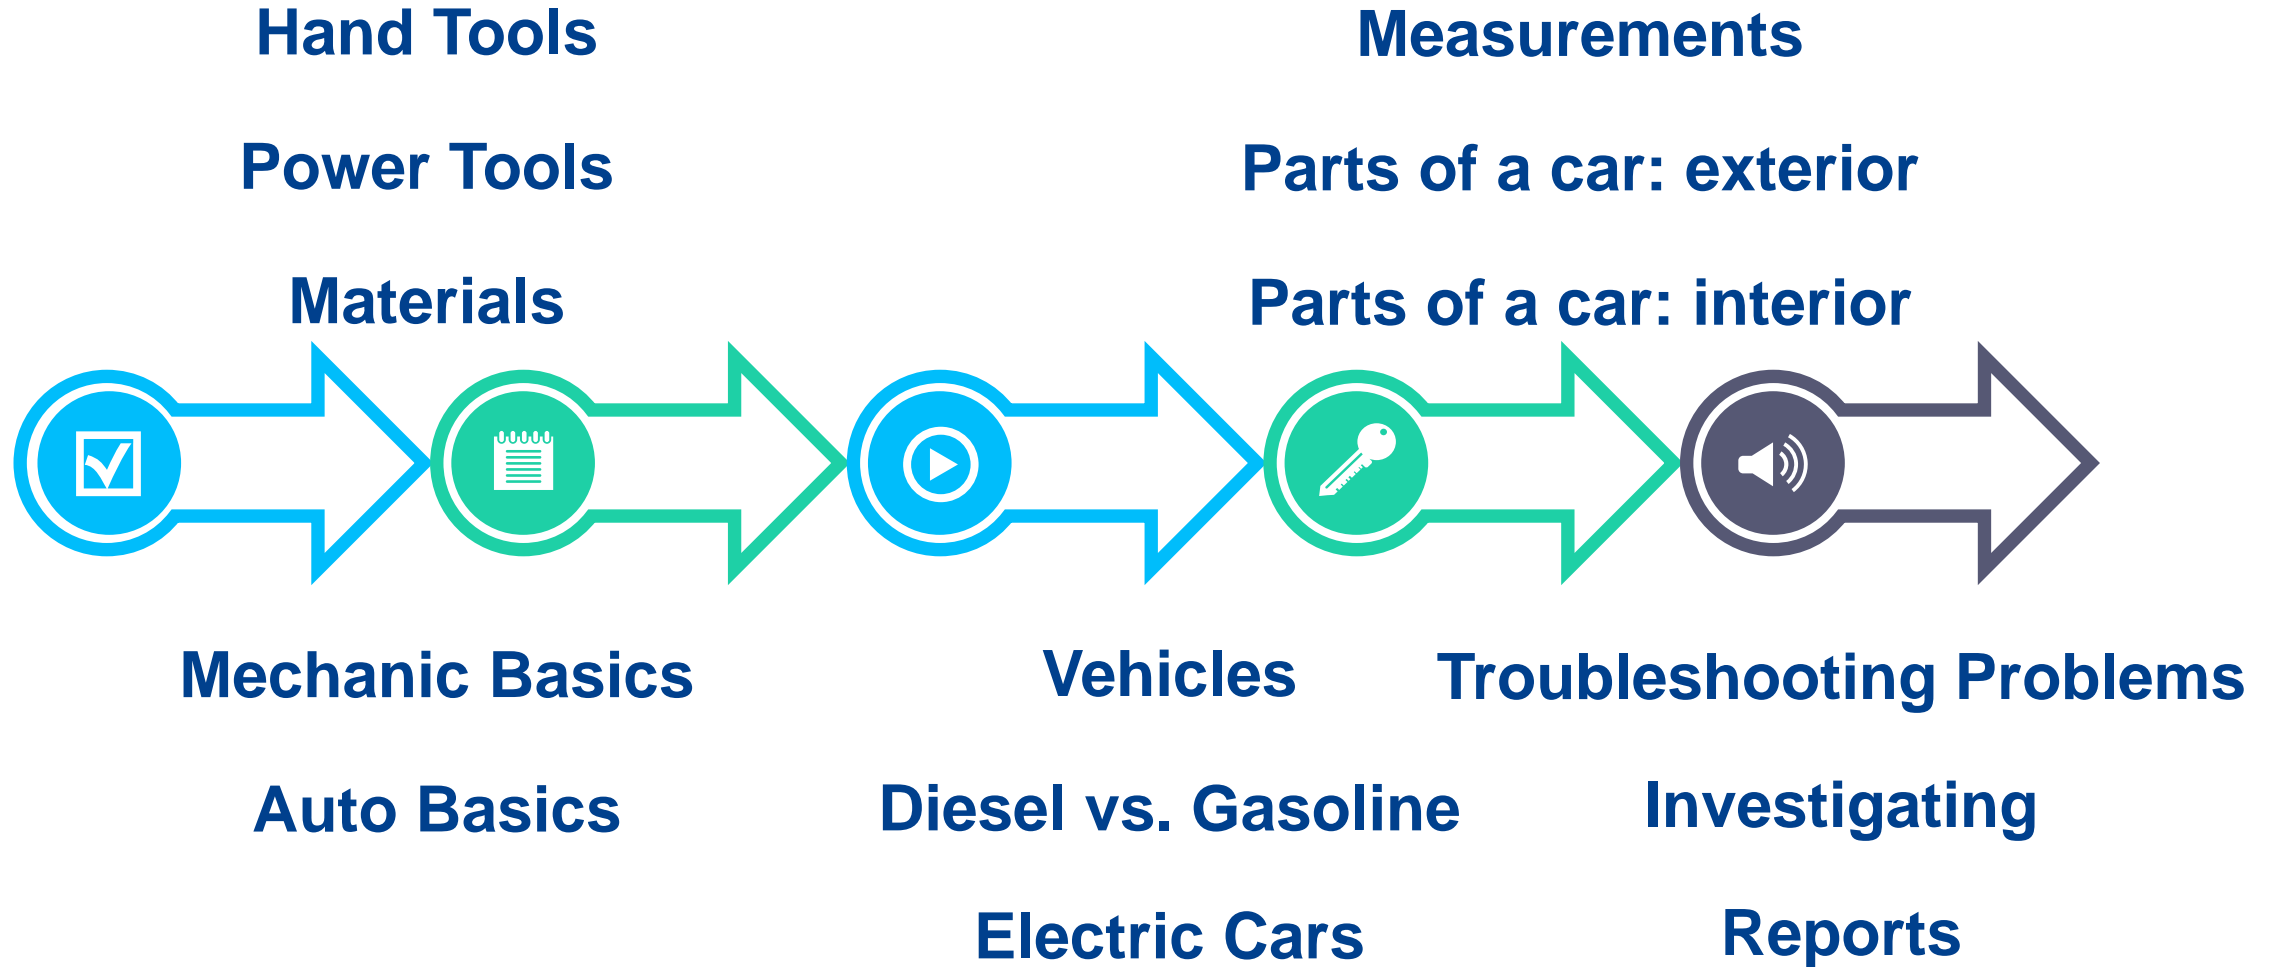 Hand Tools
Power Tools
Materials
Measurements
Parts of a car: exterior
Parts of a car: interior
Mechanic Basics
Auto Basics
Vehicles
Diesel vs. Gasoline
Electric Cars
Troubleshooting Problems
Investigating
Reports